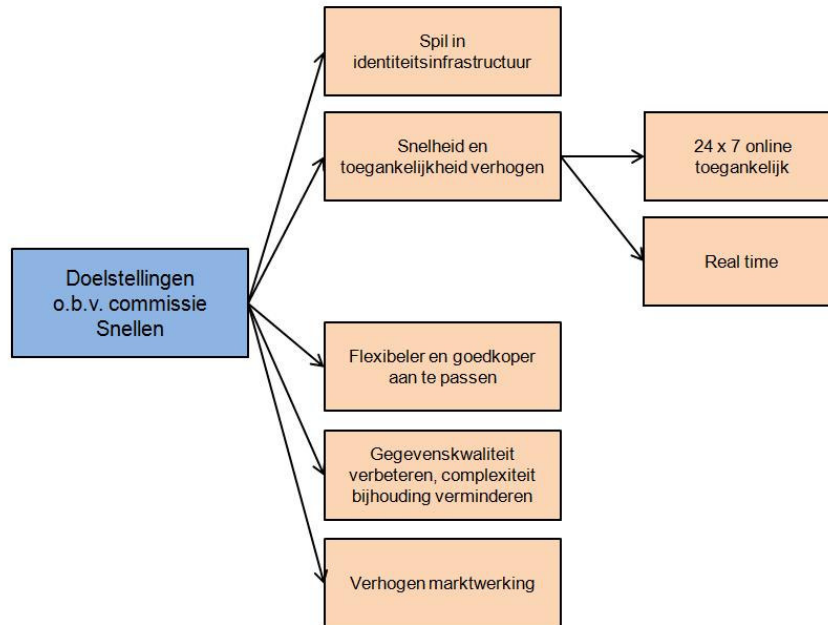 Spil in
identiteitsinfrastructuur
Snelheid en
toegankelijkheid verhogen
24 x 7 online
toegankelijk
Real time
Doelstellingen
o.b.v. commissie
Snellen
Flexibeler en goedkoper
aan te passen
Gegevenskwaliteit
verbeteren, complexiteit
bijhouding verminderen
Verhogen marktwerking